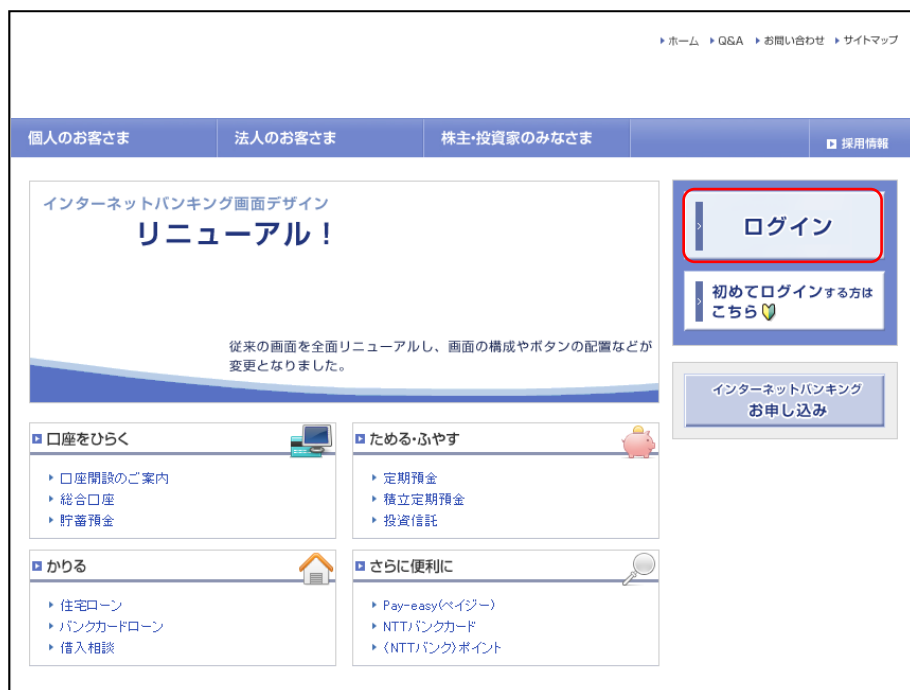 ホーム Q&A お問い合わせ サイトマップ
個人のお客さま 法人のお客さま 株主・投資家のみなさま 採用情報
インターネットバンキング画面デザイン
リニューアル！
従来の画面を全面リニューアルし、画面の構成やボタンの配置などが
変更となりました。
ログイン
初めてログインする方は
こちら
インターネットバンキング
お申し込み
口座をひらく
口座開設のご案内
総合口座
貯蓄預金
ためる・ふやす
定期預金
積立定期預金
投資信託
かりる
住宅ローン
バンクカードローン
借入相談
さらに便利に
Pay-easy(ペイジー)
NTTバンクカード
〈NTTバンク〉ポイント